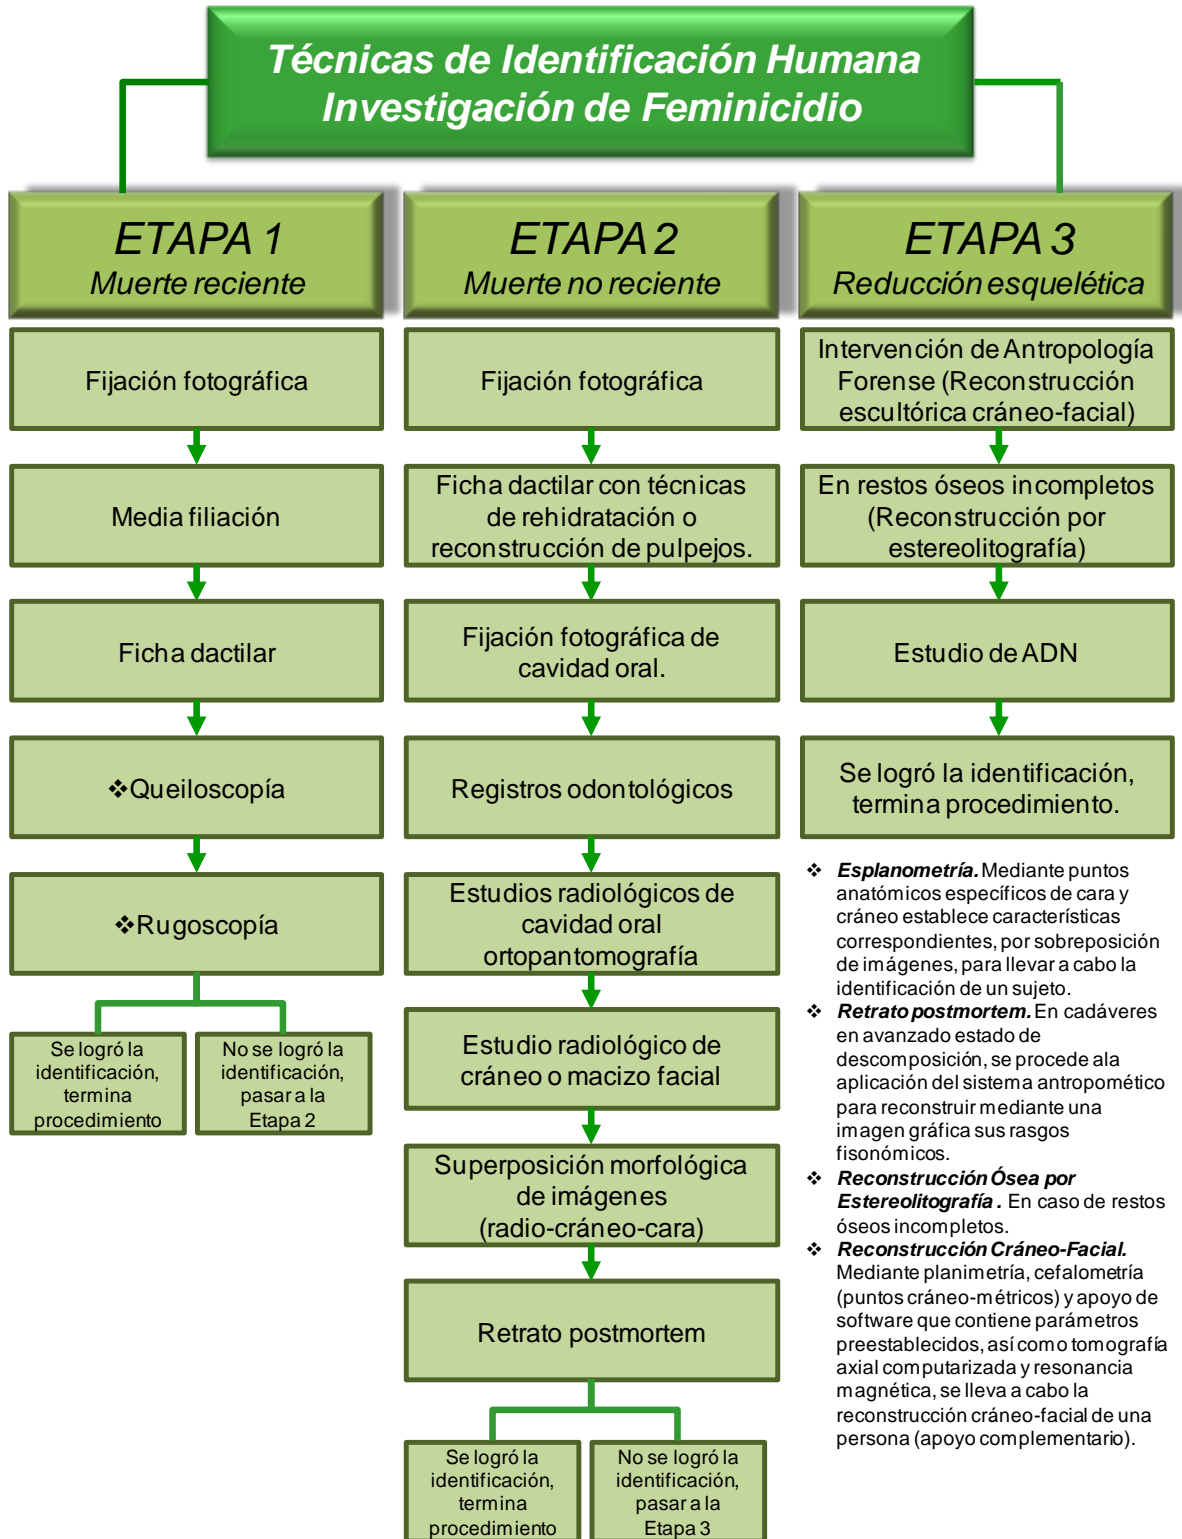 Técnicas de Identificación Humana
Investigación de Feminicidio
ETAPA 1
Muerte reciente
Fijación fotográfica
Media filiación
Ficha dactilar
❖Queiloscopía
❖Rugoscopía
Se logró la
identificación,
termina
procedimiento
No se logró la
identificación,
pasar a la
Etapa 2
ETAPA 2
Muerte no reciente
Fijación fotográfica
Ficha dactilar con técnicas
de rehidratación o
reconstrucción de pulpejos.
Fijación fotográfica de
cavidad oral.
Registros odontológicos
Estudios radiológicos de
cavidad oral
ortopantomografía
Estudio radiológico de
cráneo o macizo facial
Superposición morfológica
de imágenes
(radio-cráneo-cara)
Retrato postmortem
Se logró la
identificación,
termina
procedimiento
No se logró la
identificación,
pasar a la
Etapa 3
ETAPA 3
Reducción esquelética
Intervención de Antropología
Forense (Reconstrucción
escultórica cráneo-facial)
En restos óseos incompletos
(Reconstrucción por
estereolitografía)
Estudio de ADN
Se logró la identificación,
termina procedimiento.
❖ Esplanometría. Mediante puntos
anatómicos específicos de cara y
cráneo establece características
correspondientes, por sobreposición
de imágenes, para llevar a cabo la
identificación de un sujeto.
❖ Retrato postmortem. En cadáveres
en avanzado estado de
descomposición, se procede ala
aplicación del sistema antropomético
para reconstruir mediante una
imagen gráfica sus rasgos
fisonómicos.
❖ Reconstrucción Ósea por
Estereolitografía . En caso de restos
óseos incompletos.
❖ Reconstrucción Cráneo-Facial.
Mediante planimetría, cefalometría
(puntos cráneo-métricos) y apoyo de
software que contiene parámetros
preestablecidos, así como tomografía
axial computarizada y resonancia
magnética, se lleva a cabo la
reconstrucción cráneo-facial de una
persona (apoyo complementario).